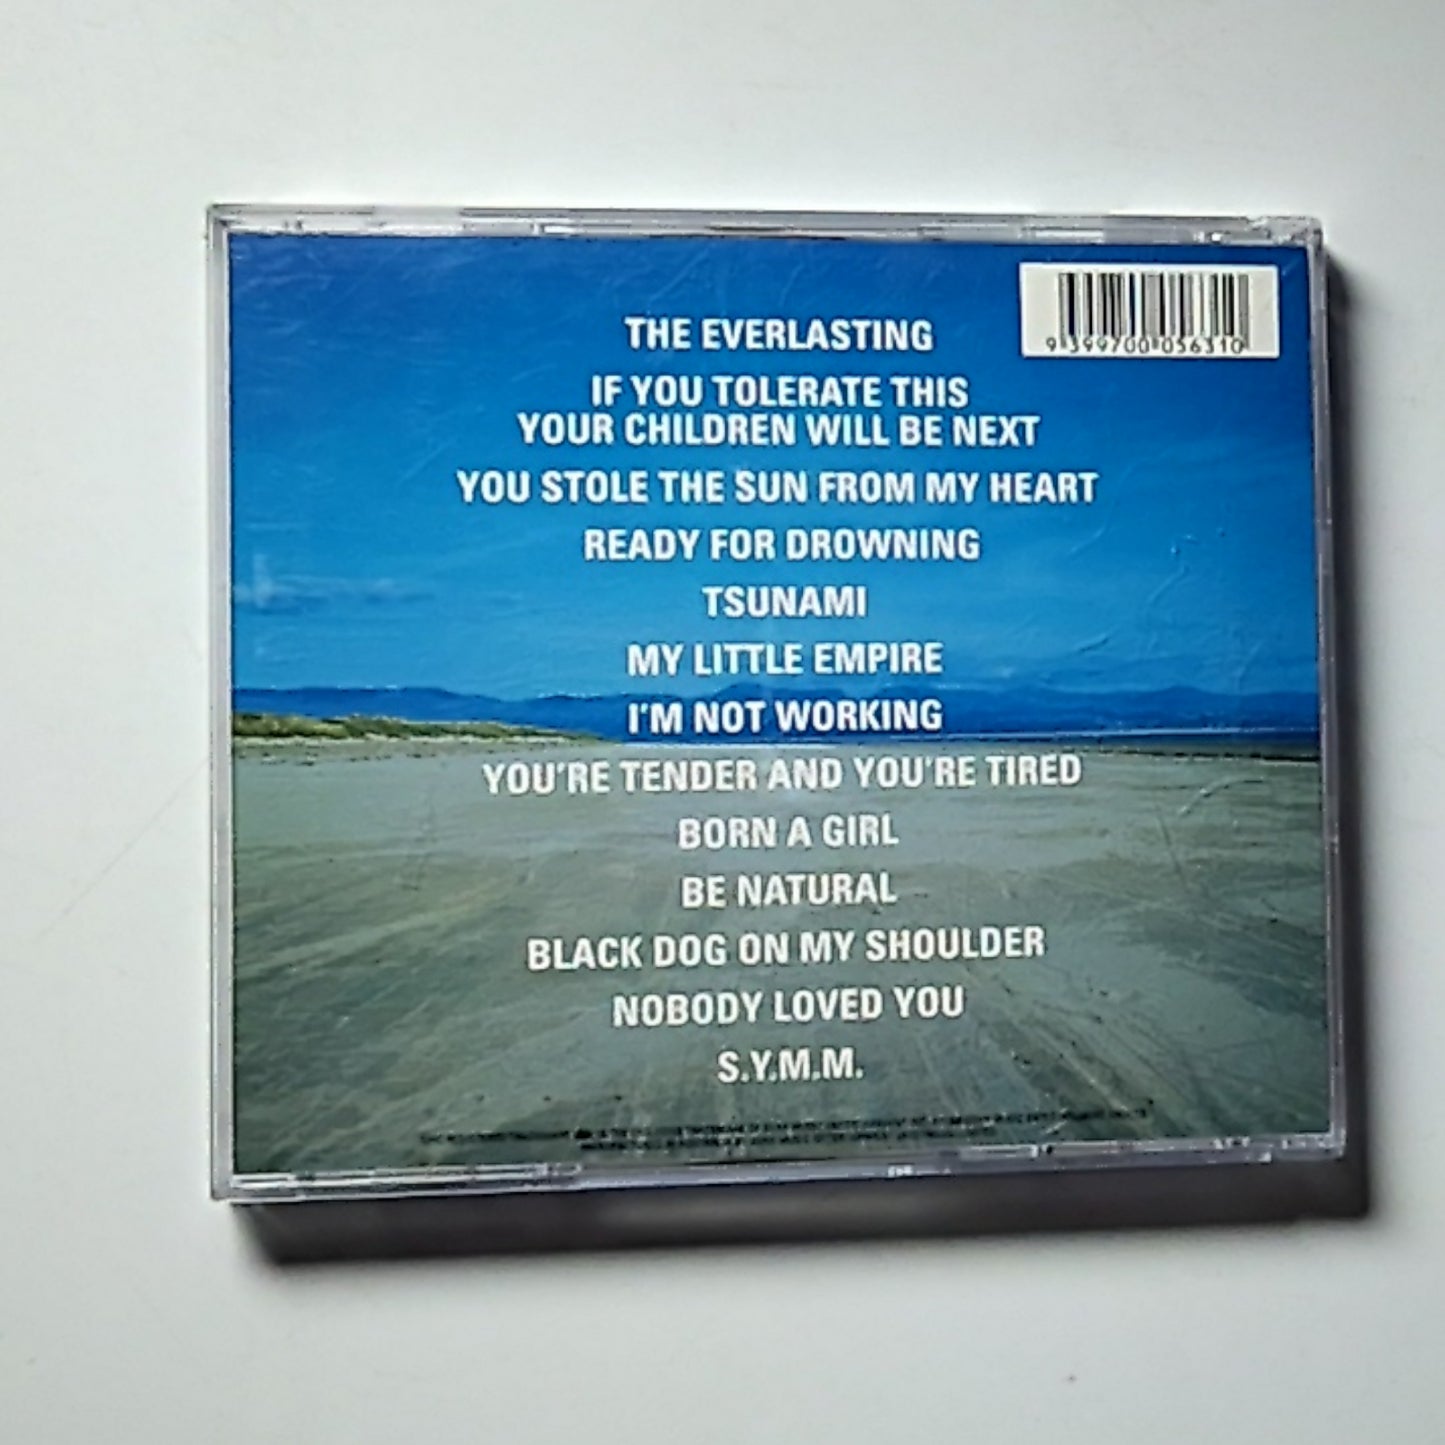 9 399700 056310
THE EVERLASTING
IF YOU TOLERATE THIS
YOUR CHILDREN WILL BE NEXT
YOU STOLE THE SUN FROM MY HEART
READY FOR DROWNING
TSUNAMI
MY LITTLE EMPIRE
I'M NOT WORKING
YOU'RE TENDER AND YOU'RE TIRED
BORN A GIRL
BE NATURAL
BLACK DOG ON MY SHOULDER
NOBODY LOVED YOU
S.Y.M.M.